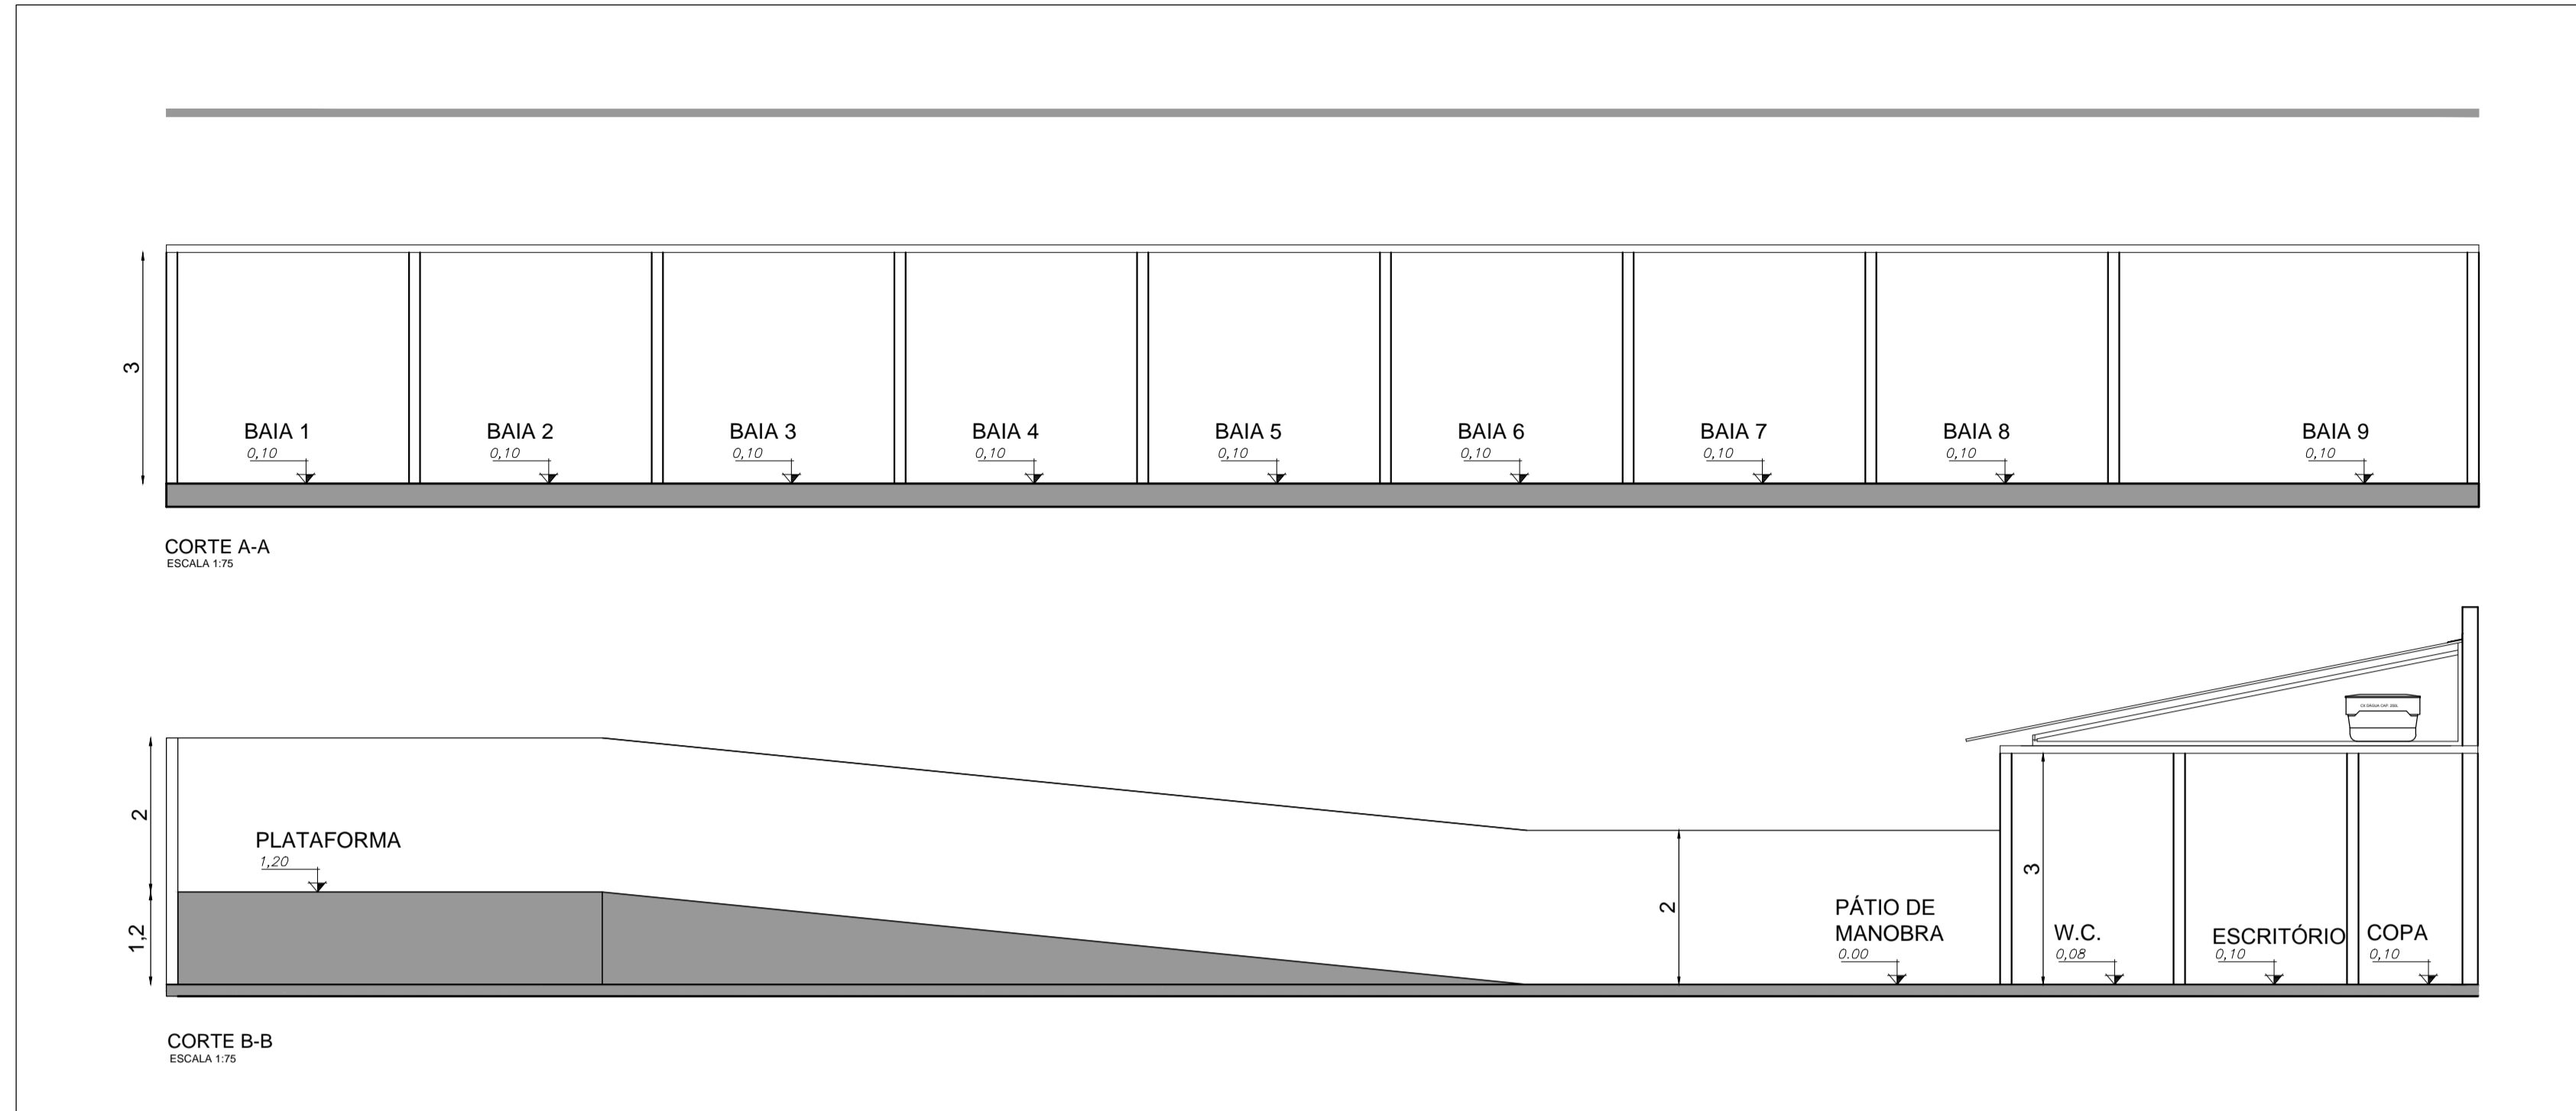 3
BAIA 1
0,10
BAIA 2
0,10
BAIA 3
0,10
BAIA 4
0,10
BAIA 5
0,10
BAIA 6
0,10
BAIA 7
0,10
BAIA 8
0,10
BAIA 9
0,10
CORTE A-A
ESCALA 1:75
2
1,2
PLATAFORMA
1,20
2
PÁTIO DE
MANOBRA
0.00
3
W.C.
0,08
ESCRITÓRIO
0,10
COPA
0,10
CORTE B-B
ESCALA 1:75